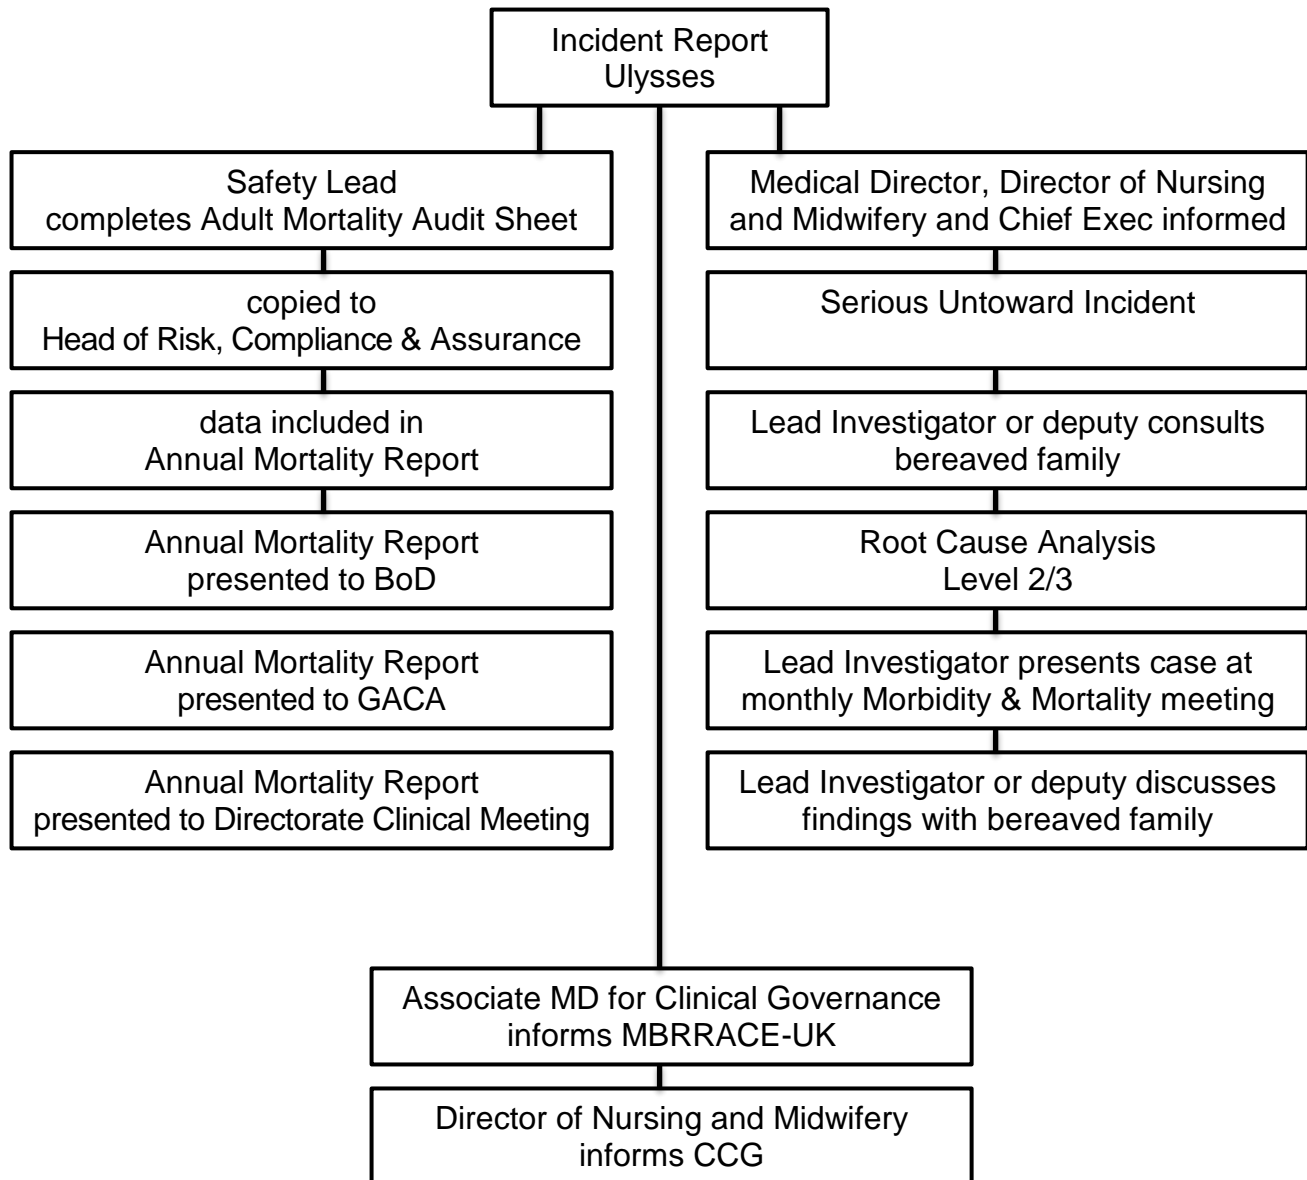 Incident Report
Ulysses
Safety Lead
completes Adult Mortality Audit Sheet
copied to
Head of Risk, Compliance & Assurance
data included in
Annual Mortality Report
Annual Mortality Report
presented to BoD
Annual Mortality Report
presented to GACA
Annual Mortality Report
presented to Directorate Clinical Meeting
Medical Director, Director of Nursing
and Midwifery and Chief Exec informed
Serious Untoward Incident
Lead Investigator or deputy consults
bereaved family
Root Cause Analysis
Level 2/3
Lead Investigator presents case at
monthly Morbidity & Mortality meeting
Lead Investigator or deputy discusses
findings with bereaved family
Associate MD for Clinical Governance
informs MBRRACE-UK
Director of Nursing and Midwifery
informs CCG